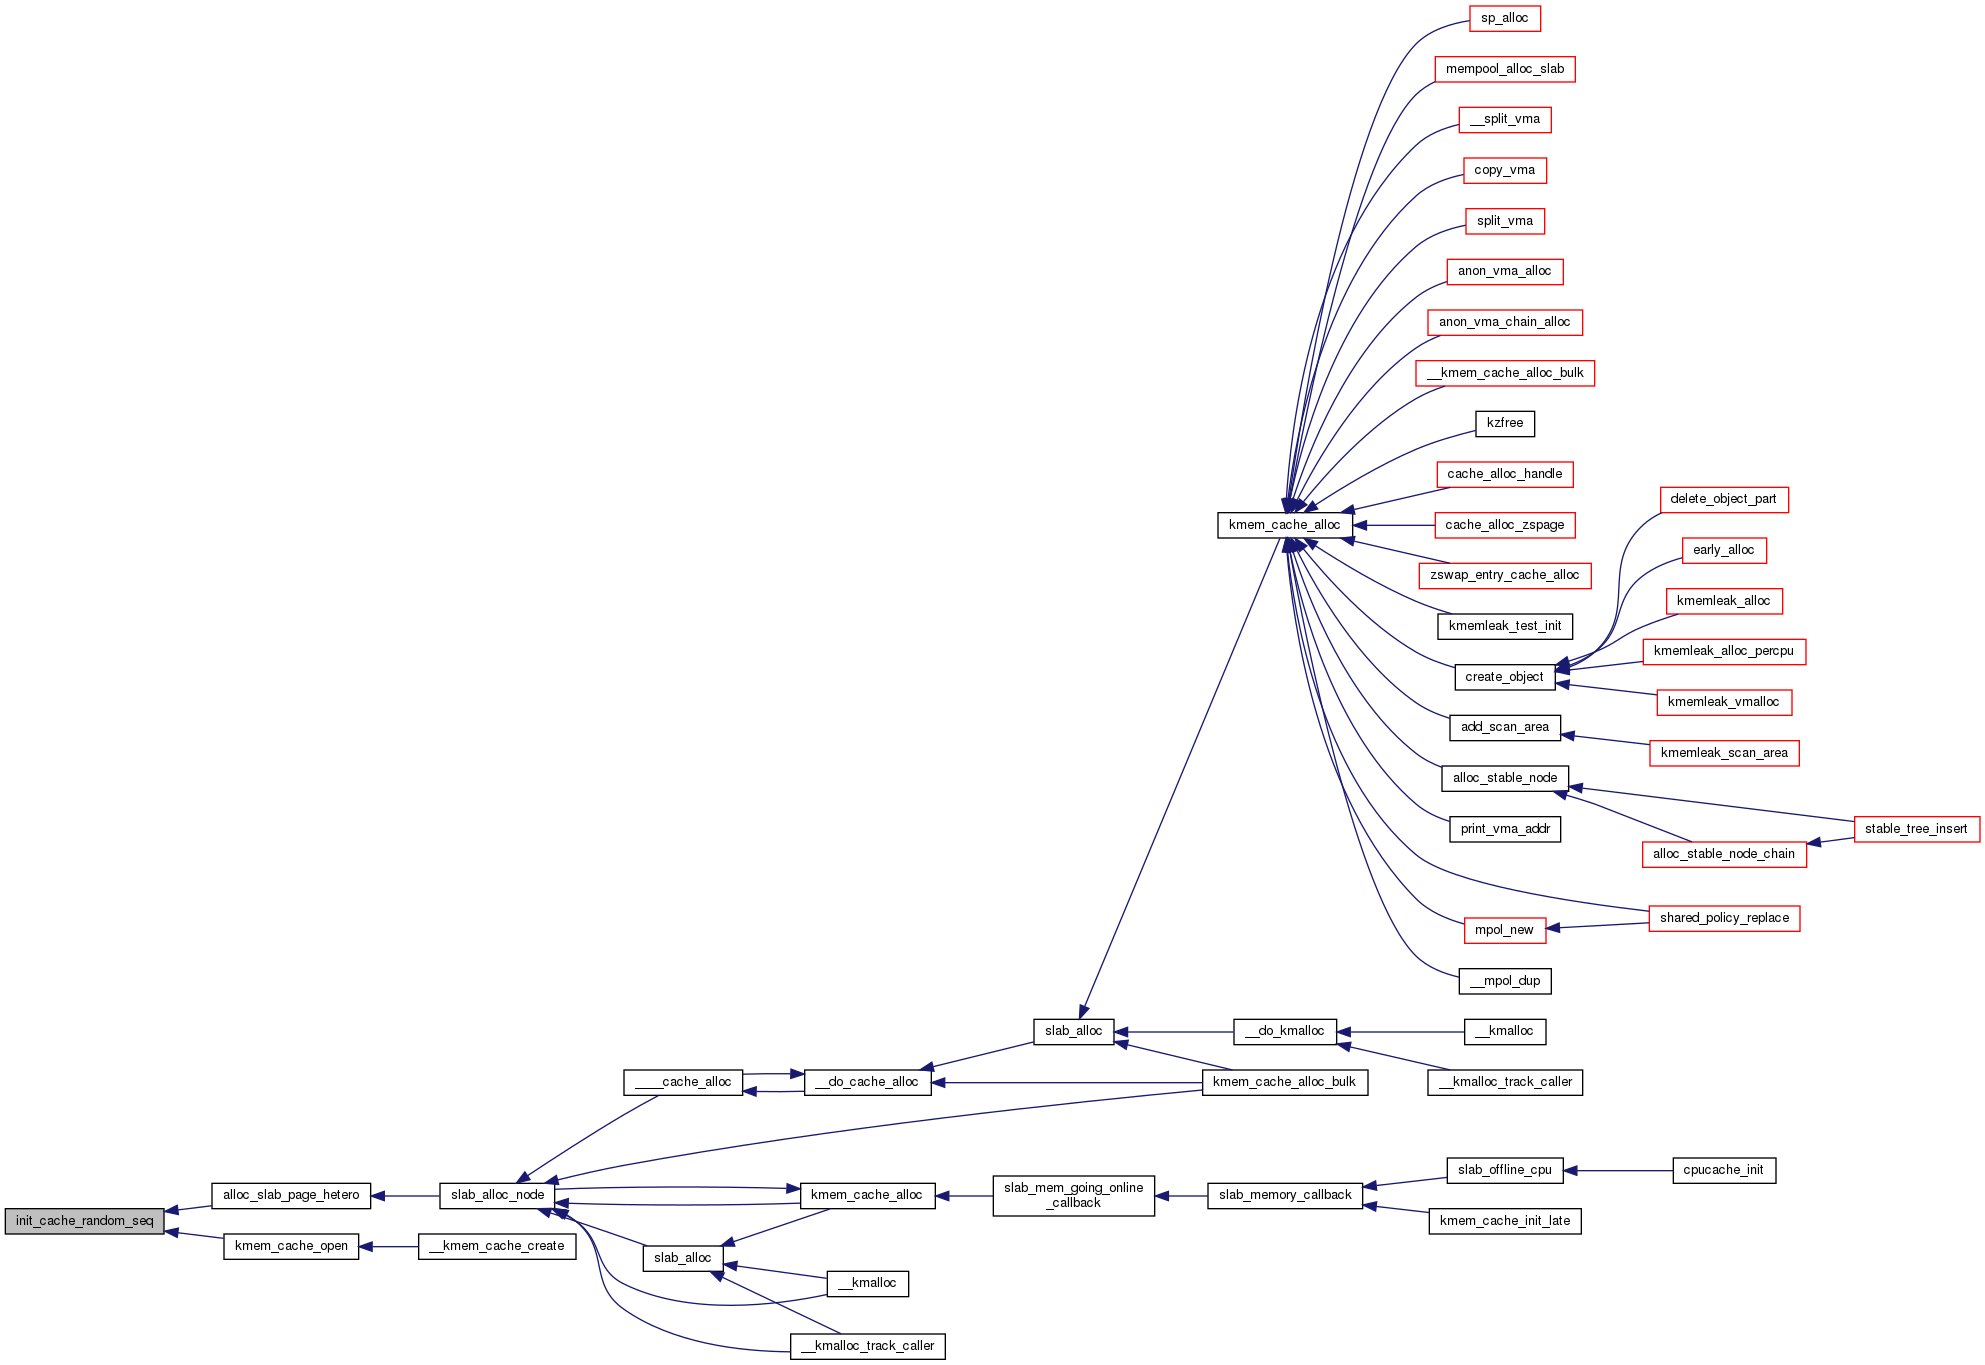 sp_alloc
mempool_alloc_slab
__split_vma
copy_vma
split_vma
anon_vma_alloc
anon_vma_chain_alloc
__kmem_cache_alloc_bulk
kzfree
cache_alloc_handle
delete_object_part
kmem_cache_alloc
cache_alloc_zspage
early_alloc
zswap_entry_cache_alloc
kmemleak_alloc
kmemleak_test_init
kmemleak_alloc_percpu
create_object
kmemleak_vmalloc
add_scan_area
kmemleak_scan_area
alloc_stable_node
print_vma_addr
stable_tree_insert
alloc_stable_node_chain
shared_policy_replace
mpol_new
__mpol_dup
slab_alloc
__do_kmalloc
__kmalloc
____cache_alloc
__do_cache_alloc
kmem_cache_alloc_bulk
__kmalloc_track_caller
slab_offline_cpu
cpucache_init
alloc_slab_page_hetero
slab_alloc_node
kmem_cache_alloc
slab_mem_going_online
_callback
slab_memory_callback
init_cache_random_seq
kmem_cache_init_late
kmem_cache_open
__kmem_cache_create
slab_alloc
__kmalloc
__kmalloc_track_caller